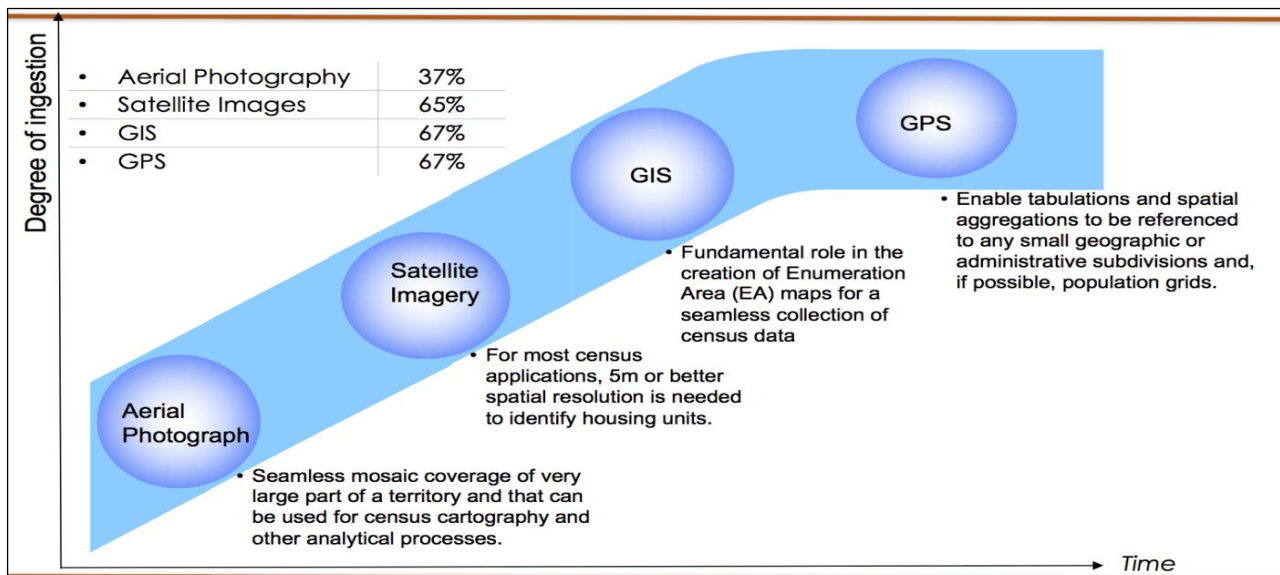 Degree of ingestion
• Aerial Photography 37%
• Satellite Images 65%
• GIS 67%
• GPS 67%
GPS
GIS
• Enable tabulations and spatial
aggregations to be referenced
to any small geographic or
administrative subdivisions and,
if possible, population grids.
Satellite
Imagery
• Fundamental role in the
creation of Enumeration
Area (EA) maps for a
seamless collection of
census data
• For most census
applications, 5m or better
spatial resolution is needed
to identify housing units.
Aerial
Photograph
• Seamless mosaic coverage of very
large part of a territory and that can
be used for census cartography and
other analytical processes.
Time